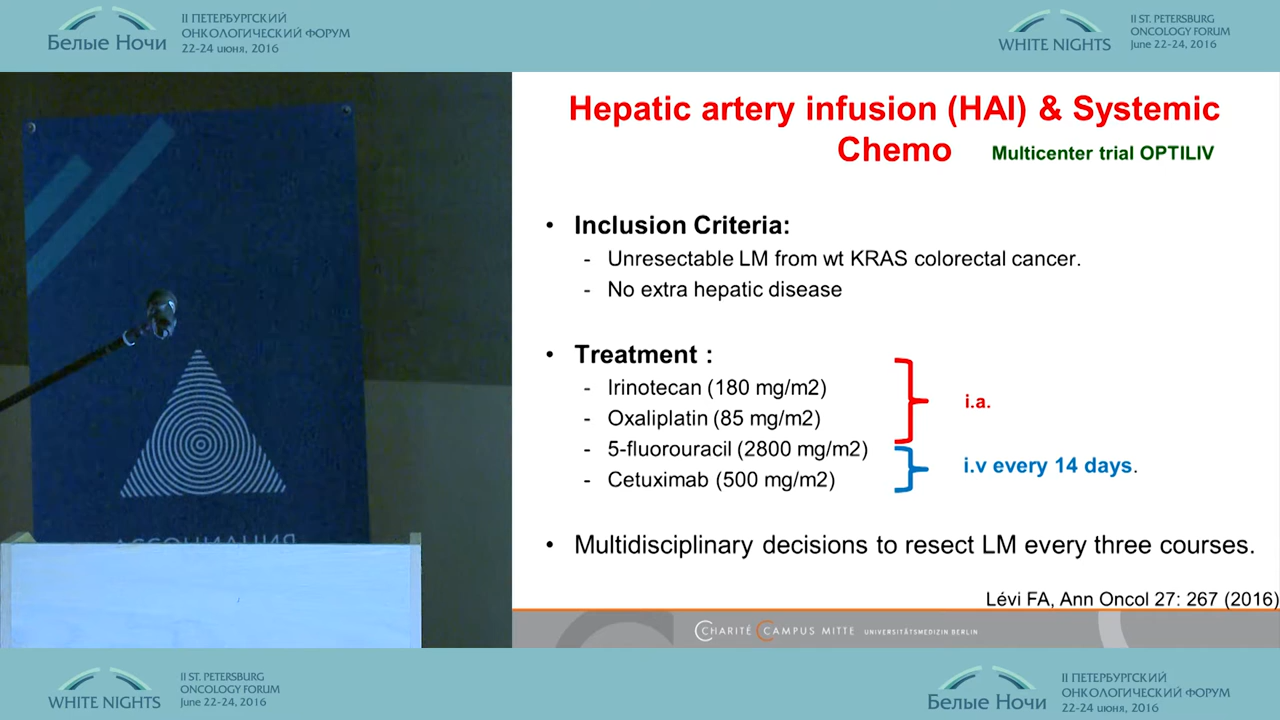 II ПЕТЕРБУРГСКИЙ
ОНКОЛОГИЧЕСКИЙ ФОРУМ
22-24 июня, 2016
Белые Ночи
II ST. PETERSBURG
ONCOLOGY FORUM
June 22-24, 2016
WHITE NIGHTS
Hepatic artery infusion (HAI) & Systemic
Chemo
Multicenter trial OPTILIV
• Inclusion Criteria:
- Unresectable LM from wt KRAS colorectal cancer.
- No extra hepatic disease
• Treatment :
- Irinotecan (180 mg/m2)
- Oxaliplatin (85 mg/m2)
i.a.
- 5-fluorouracil (2800 mg/m2)
- Cetuximab (500 mg/m2)
i.v every 14 days.
• Multidisciplinary decisions to resect LM every three courses.
Lévi FA, Ann Oncol 27: 267 (2016)
CHARITÉ CAMPUS MITTE UNIVERSITÄTSMEDIZIN BERLIN
WHITE NIGHTS
II ST. PETERSBURG
ONCOLOGY FORUM
June 22-24, 2016
Белые Ночи
II ПЕТЕРБУРГСКИЙ
ОНКОЛОГИЧЕСКИЙ ФОРУМ
22-24 июня, 2016